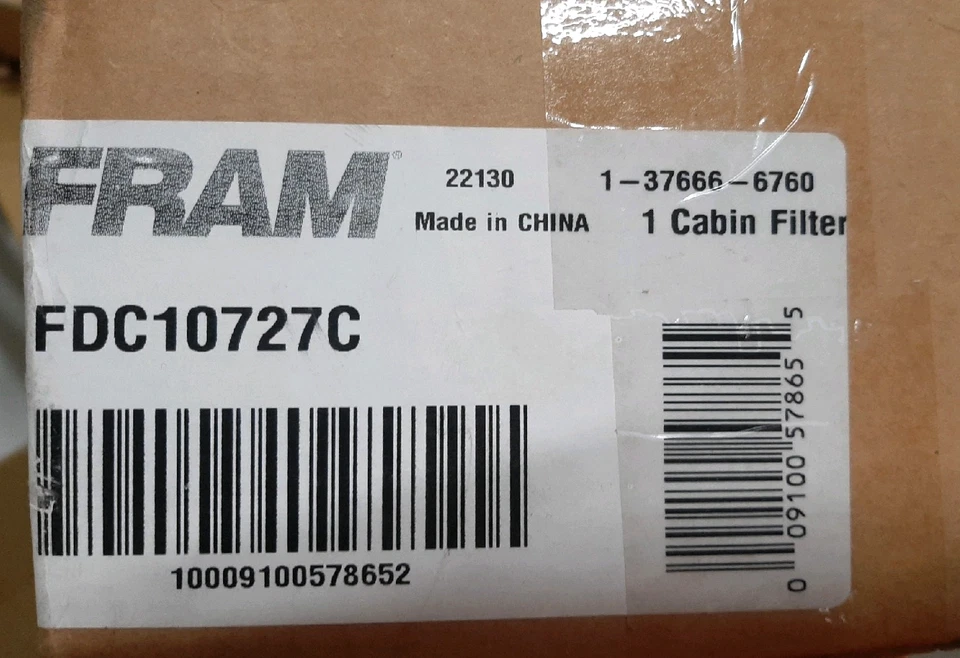 FRAM®
22130
1-37666-6760
Made in CHINA
1 Cabin Filter
FDC10727C
10009100578652
0 09100 57865 5